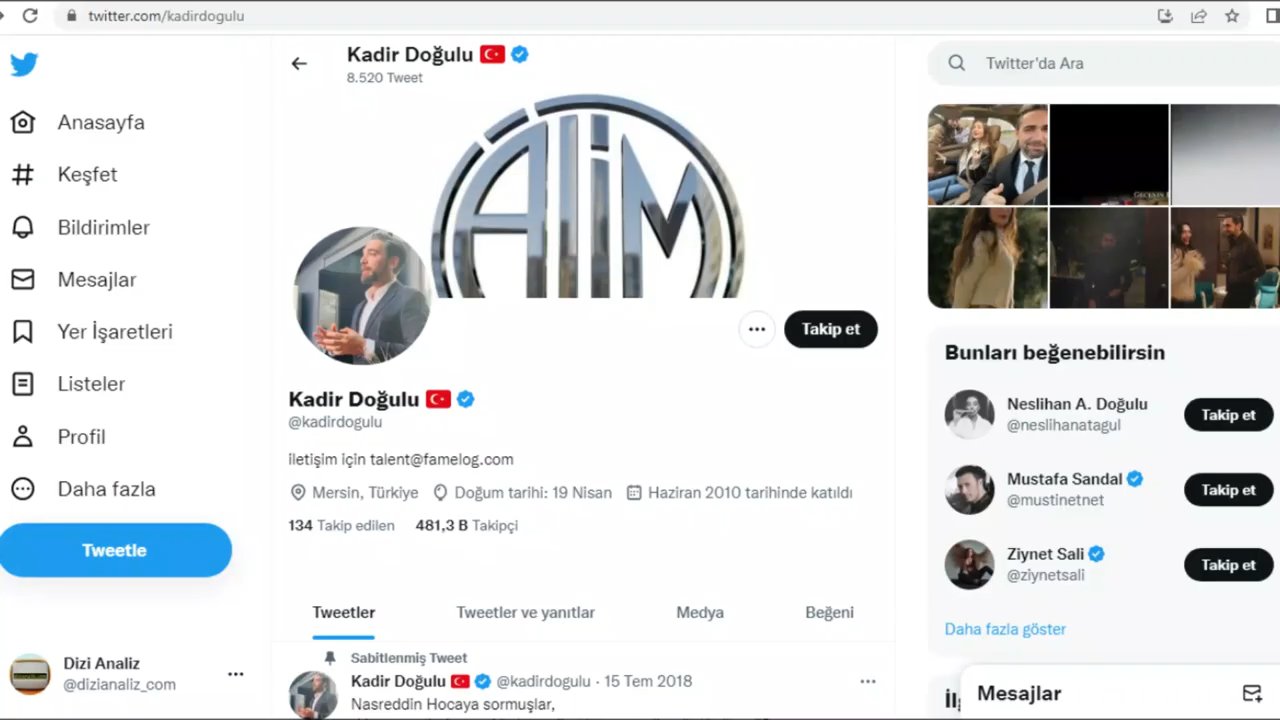 twitter.com/kadirdogulu
Kadir Doğulu
8.520 Tweet
Twitter'da Ara
Anasayfa
Keşfet
Bildirimler
Mesajlar
Yer İşaretleri
Listeler
Profil
Daha fazla
Tweetle
Dizi Analiz
@dizianaliz_com
ALİM
Takip et
Kadir Doğulu
@kadirdogulu
iletişim için talent@famelog.com
Mersin, Türkiye Doğum tarihi: 19 Nisan Haziran 2010 tarihinde katıldı
134 Takip edilen 481,3 B Takipçi
Tweetler Tweetler ve yanıtlar Medya Beğeni
Sabitlenmiş Tweet
Kadir Doğulu @kadirdogulu · 15 Tem 2018
Nasreddin Hocaya sormuşlar,
Bunları beğenebilirsin
Neslihan A. Doğulu
@neslihanatagul
Takip et
Mustafa Sandal
@mustinetnet
Takip et
Ziynet Sali
@ziynetsali
Takip et
Daha fazla göster
Mesajlar